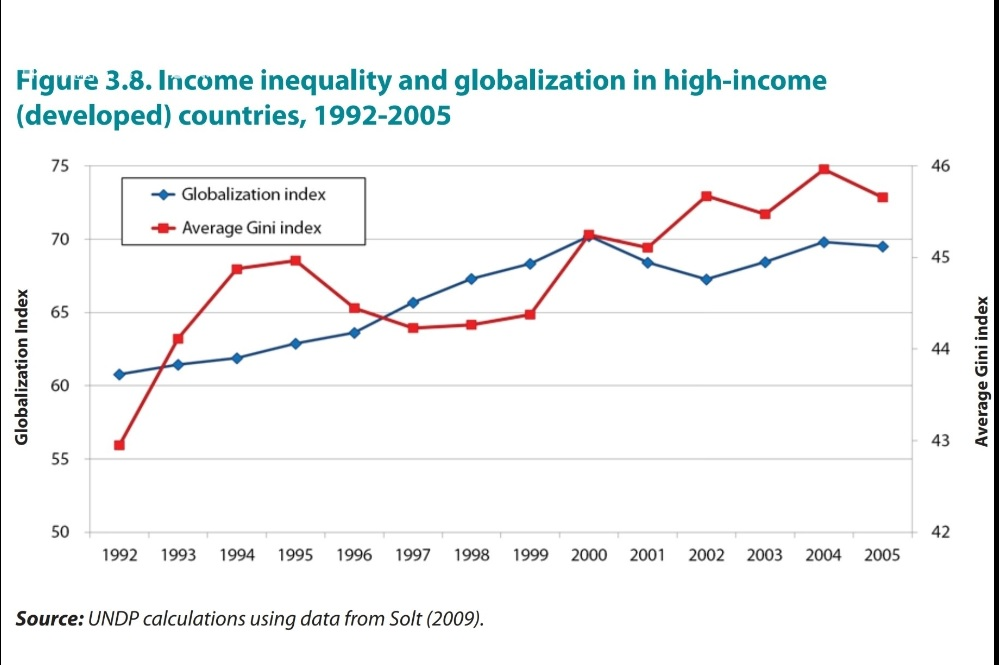 Figure 3.8. Income inequality and globalization in high-income
(developed) countries, 1992-2005
75
46
Globalization index
Average Gini index
70
45
65
44
60
43
55
50
42
Globalization Index
Average Gini index
1992 1993 1994 1995 1996 1997 1998 1999 2000 2001 2002 2003 2004 2005
Source: UNDP calculations using data from Solt (2009).